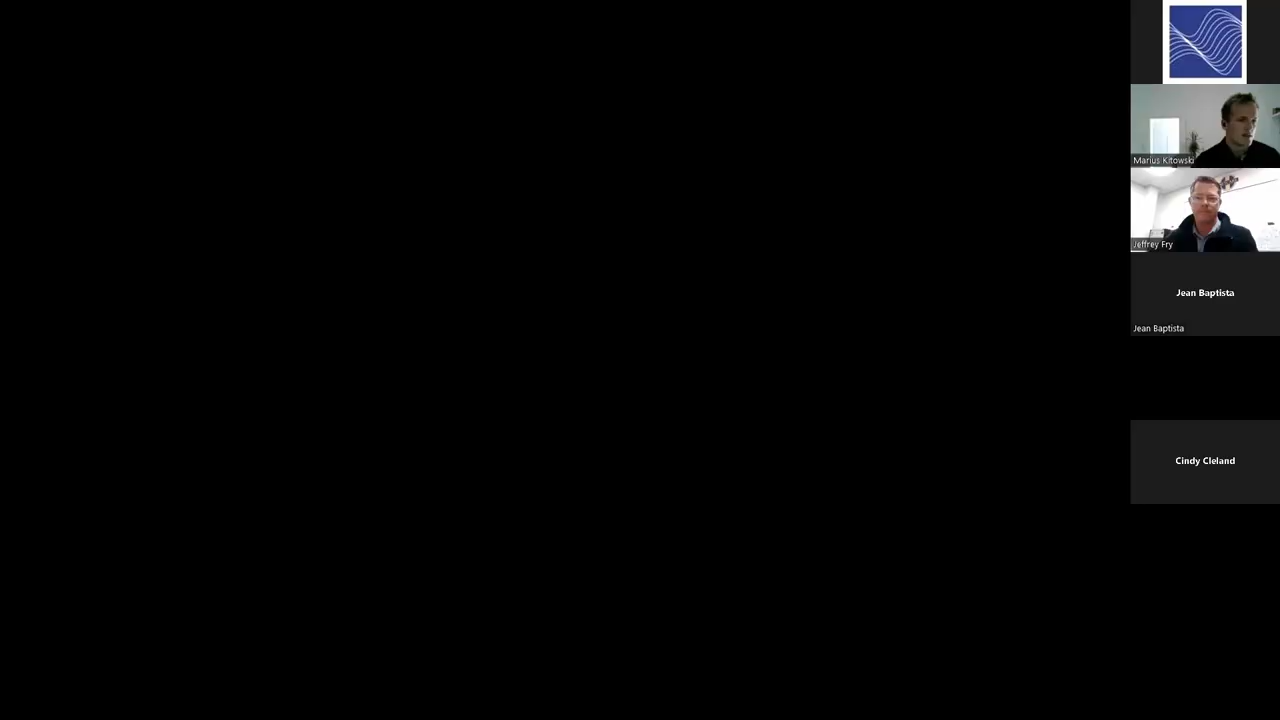 Marius Kitowski
Jeffrey Fry
Jean Baptista
Jean Baptista
Cindy Cleland